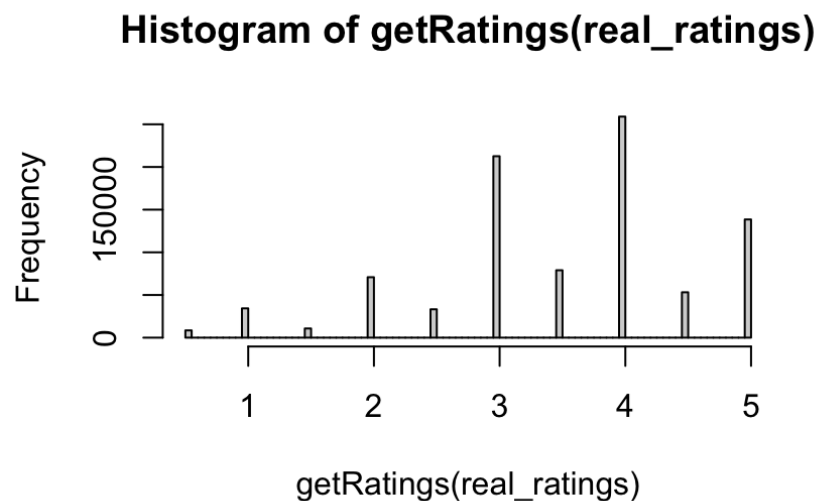 Histogram of getRatings(real_ratings)
Frequency
150000
0
1 2 3 4 5
getRatings(real_ratings)